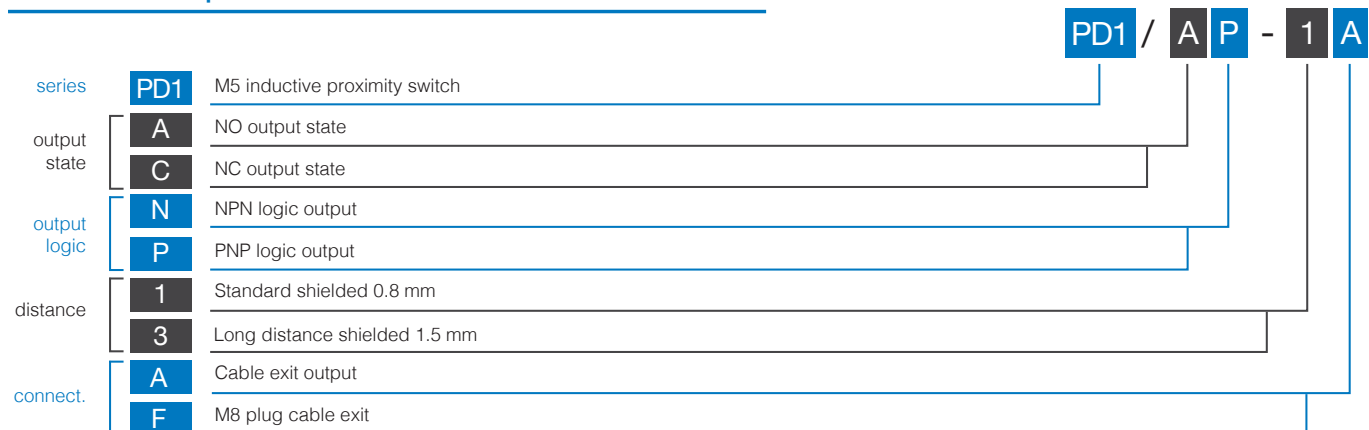 PD1 / A P - 1 A
series PD1 M5 inductive proximity switch
output state
A NO output state
C NC output state
output logic
N NPN logic output
P PNP logic output
distance
1 Standard shielded 0.8 mm
3 Long distance shielded 1.5 mm
connect.
A Cable exit output
F M8 plug cable exit